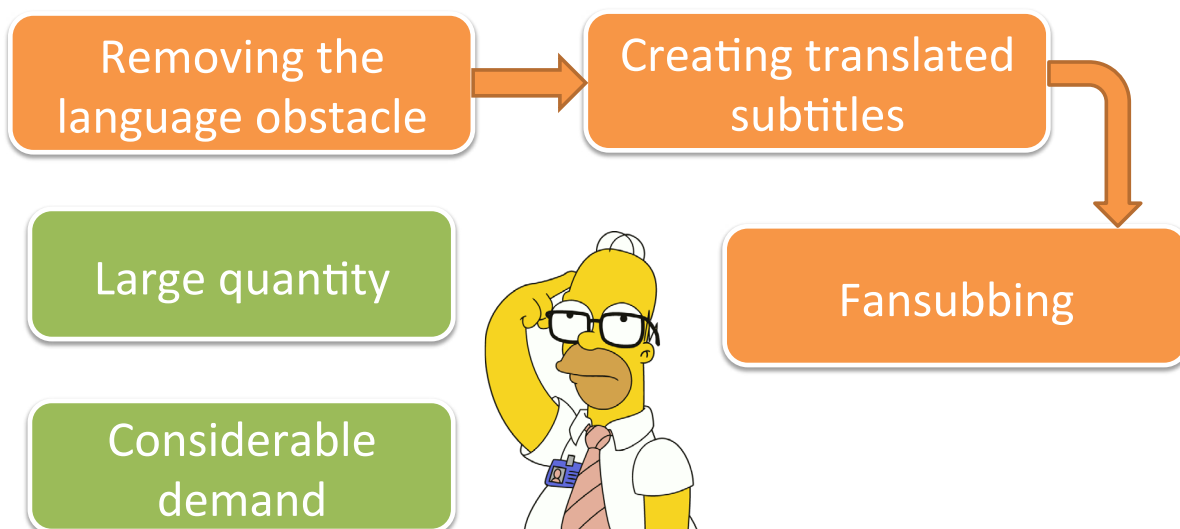 Removing the
language obstacle
Creating translated
subtitles
Large quantity
Fansubbing
Considerable
demand